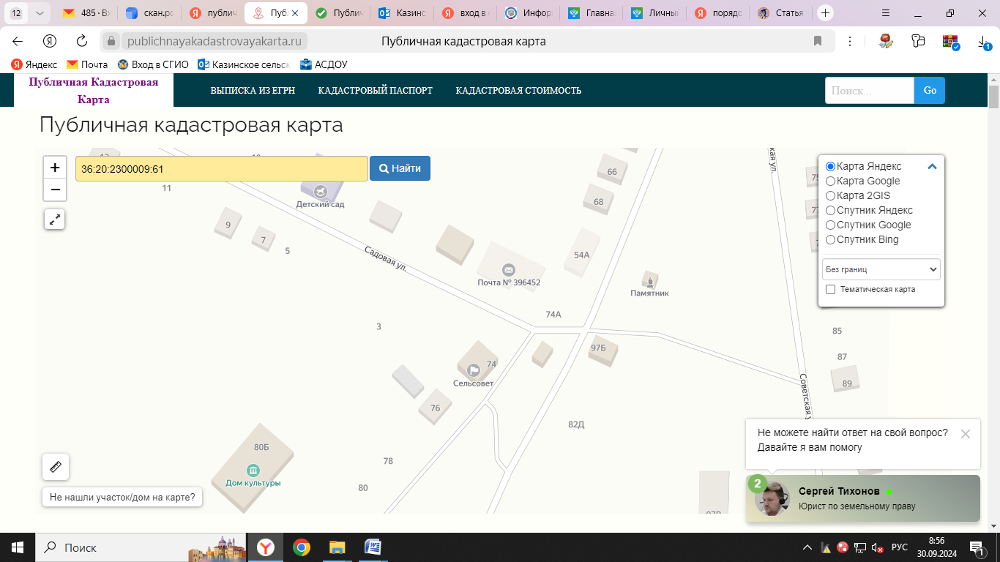 12
485 · Вх
скан.рс
публич
Публ
Публич
Казинс
вход в с
Инфор
Главна
Личный
порядс
Статья
publichnayakadastrovayakarta.ru
Публичная кадастровая карта
Яндекс
Почта
Вход в СГИО
Казинское сельск
АСДОУ
Публичная Кадастровая
Карта
ВЫПИСКА ИЗ ЕГРН
КАДАСТРОВЫЙ ПАСПОРТ
КАДАСТРОВАЯ СТОИМОСТЬ
Поиск...
Go
Публичная кадастровая карта
+
−
36:20:2300009:61
Найти
Карта Яндекс
Карта Google
Карта 2GIS
Спутник Яндекс
Спутник Google
Спутник Bing
Без границ
Тематическая карта
11
Детский сад
66
68
9
7
5
Садовая ул.
54А
Почта № 396452
Памятник
74А
3
97Б
85
87
89
74
Сельсовет
76
Советская у
82Д
80Б
Дом культуры
78
80
Не нашли участок/дом на карте?
Не можете найти ответ на свой вопрос?
Давайте я вам помогу
2
Сергей Тихонов
Юрист по земельному праву
Поиск
РУС
8:56
30.09.2024
1